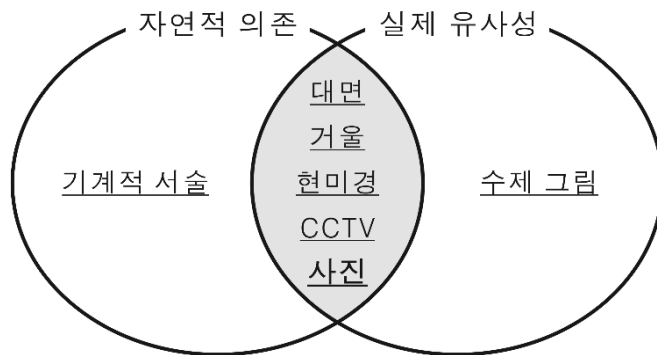 자연적 의존
실제 유사성
대면
거울
기계적 서술
현미경
수제 그림
CCTV
사진